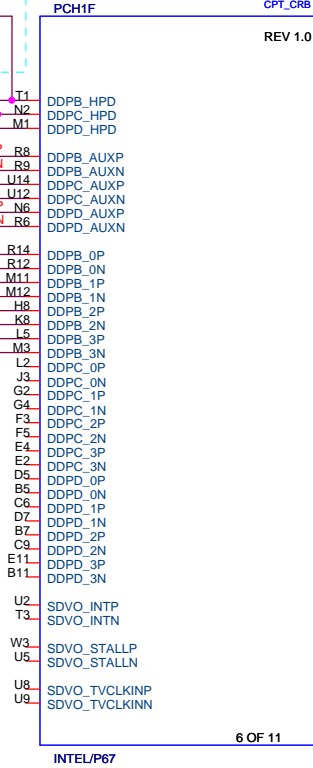 PCH1F CPT_CRB
REV 1.0
T1 DDPB_HPD
N2 DDPC_HPD
M1 DDPD_HPD
R8 DDPB_AUXP
R9 DDPB_AUXN
U14 DDPC_AUXP
U12 DDPC_AUXN
N6 DDPD_AUXP
R6 DDPD_AUXN
R14 DDPB_0P
R12 DDPB_0N
M11 DDPB_1P
M12 DDPB_1N
H8 DDPB_2P
K8 DDPB_2N
L5 DDPB_3P
M3 DDPB_3N
L2 DDPC_0P
J3 DDPC_0N
G2 DDPC_1P
G4 DDPC_1N
F3 DDPC_2P
F5 DDPC_2N
E4 DDPC_3P
E2 DDPC_3N
D5 DDPD_0P
B5 DDPD_0N
C6 DDPD_1P
D7 DDPD_1N
B7 DDPD_2P
C9 DDPD_2N
E11 DDPD_3P
B11 DDPD_3N
U2 SDVO_INTP
T3 SDVO_INTN
W3 SDVO_STALLP
U5 SDVO_STALLN
U8 SDVO_TVCLKINP
U9 SDVO_TVCLKINN
6 OF 11
INTEL/P67